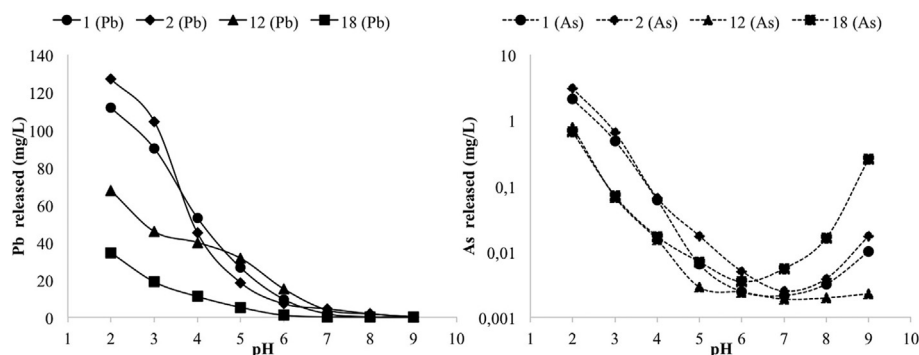 1 (Pb) 2 (Pb) 12 (Pb) 18 (Pb)
140
120
100
80
60
40
20
0
Pb released (mg/L)
1 2 3 4 5 6 7 8 9 10
pH
1 (As) 2 (As) 12 (As) 18 (As)
10
1
0,1
0,01
0,001
As released (mg/L)
1 2 3 4 5 6 7 8 9 10
pH